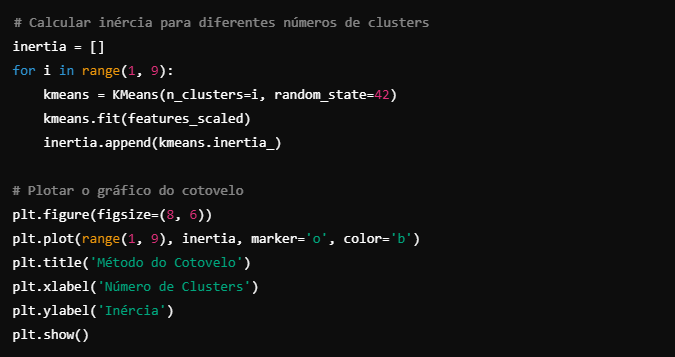 # Calcular inércia para diferentes números de clusters
inertia = []
for i in range(1, 9):
    kmeans = KMeans(n_clusters=i, random_state=42)
    kmeans.fit(features_scaled)
    inertia.append(kmeans.inertia_)

# Plotar o gráfico do cotovelo
plt.figure(figsize=(8, 6))
plt.plot(range(1, 9), inertia, marker='o', color='b')
plt.title('Método do Cotovelo')
plt.xlabel('Número de Clusters')
plt.ylabel('Inércia')
plt.show()